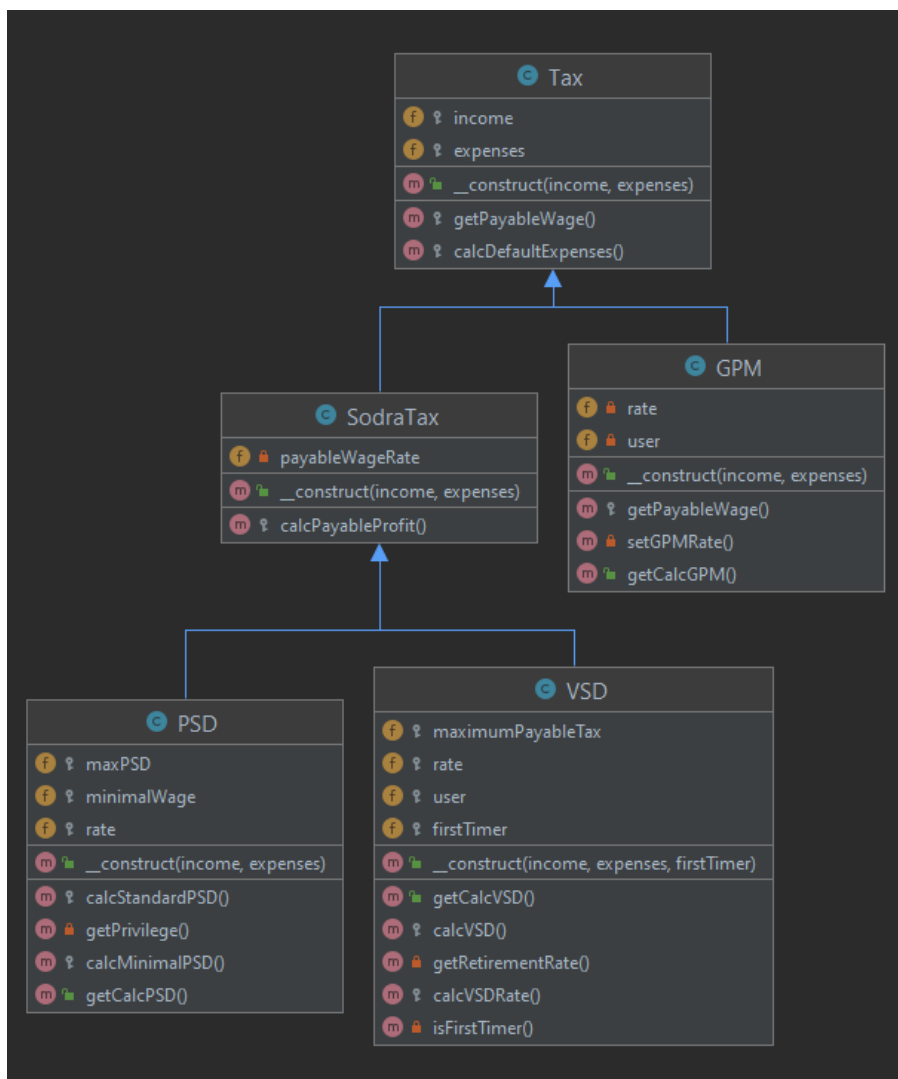 Tax
income
expenses
__construct(income, expenses)
getPayableWage()
calcDefaultExpenses()
SodraTax
payableWageRate
__construct(income, expenses)
calcPayableProfit()
GPM
rate
user
__construct(income, expenses)
getPayableWage()
setGPMRate()
getCalcGPM()
PSD
maxPSD
minimalWage
rate
__construct(income, expenses)
calcStandardPSD()
getPrivilege()
calcMinimalPSD()
getCalcPSD()
VSD
maximumPayableTax
rate
user
firstTimer
__construct(income, expenses, firstTimer)
getCalcVSD()
calcVSD()
getRetirementRate()
calcVSDRate()
isFirstTimer()